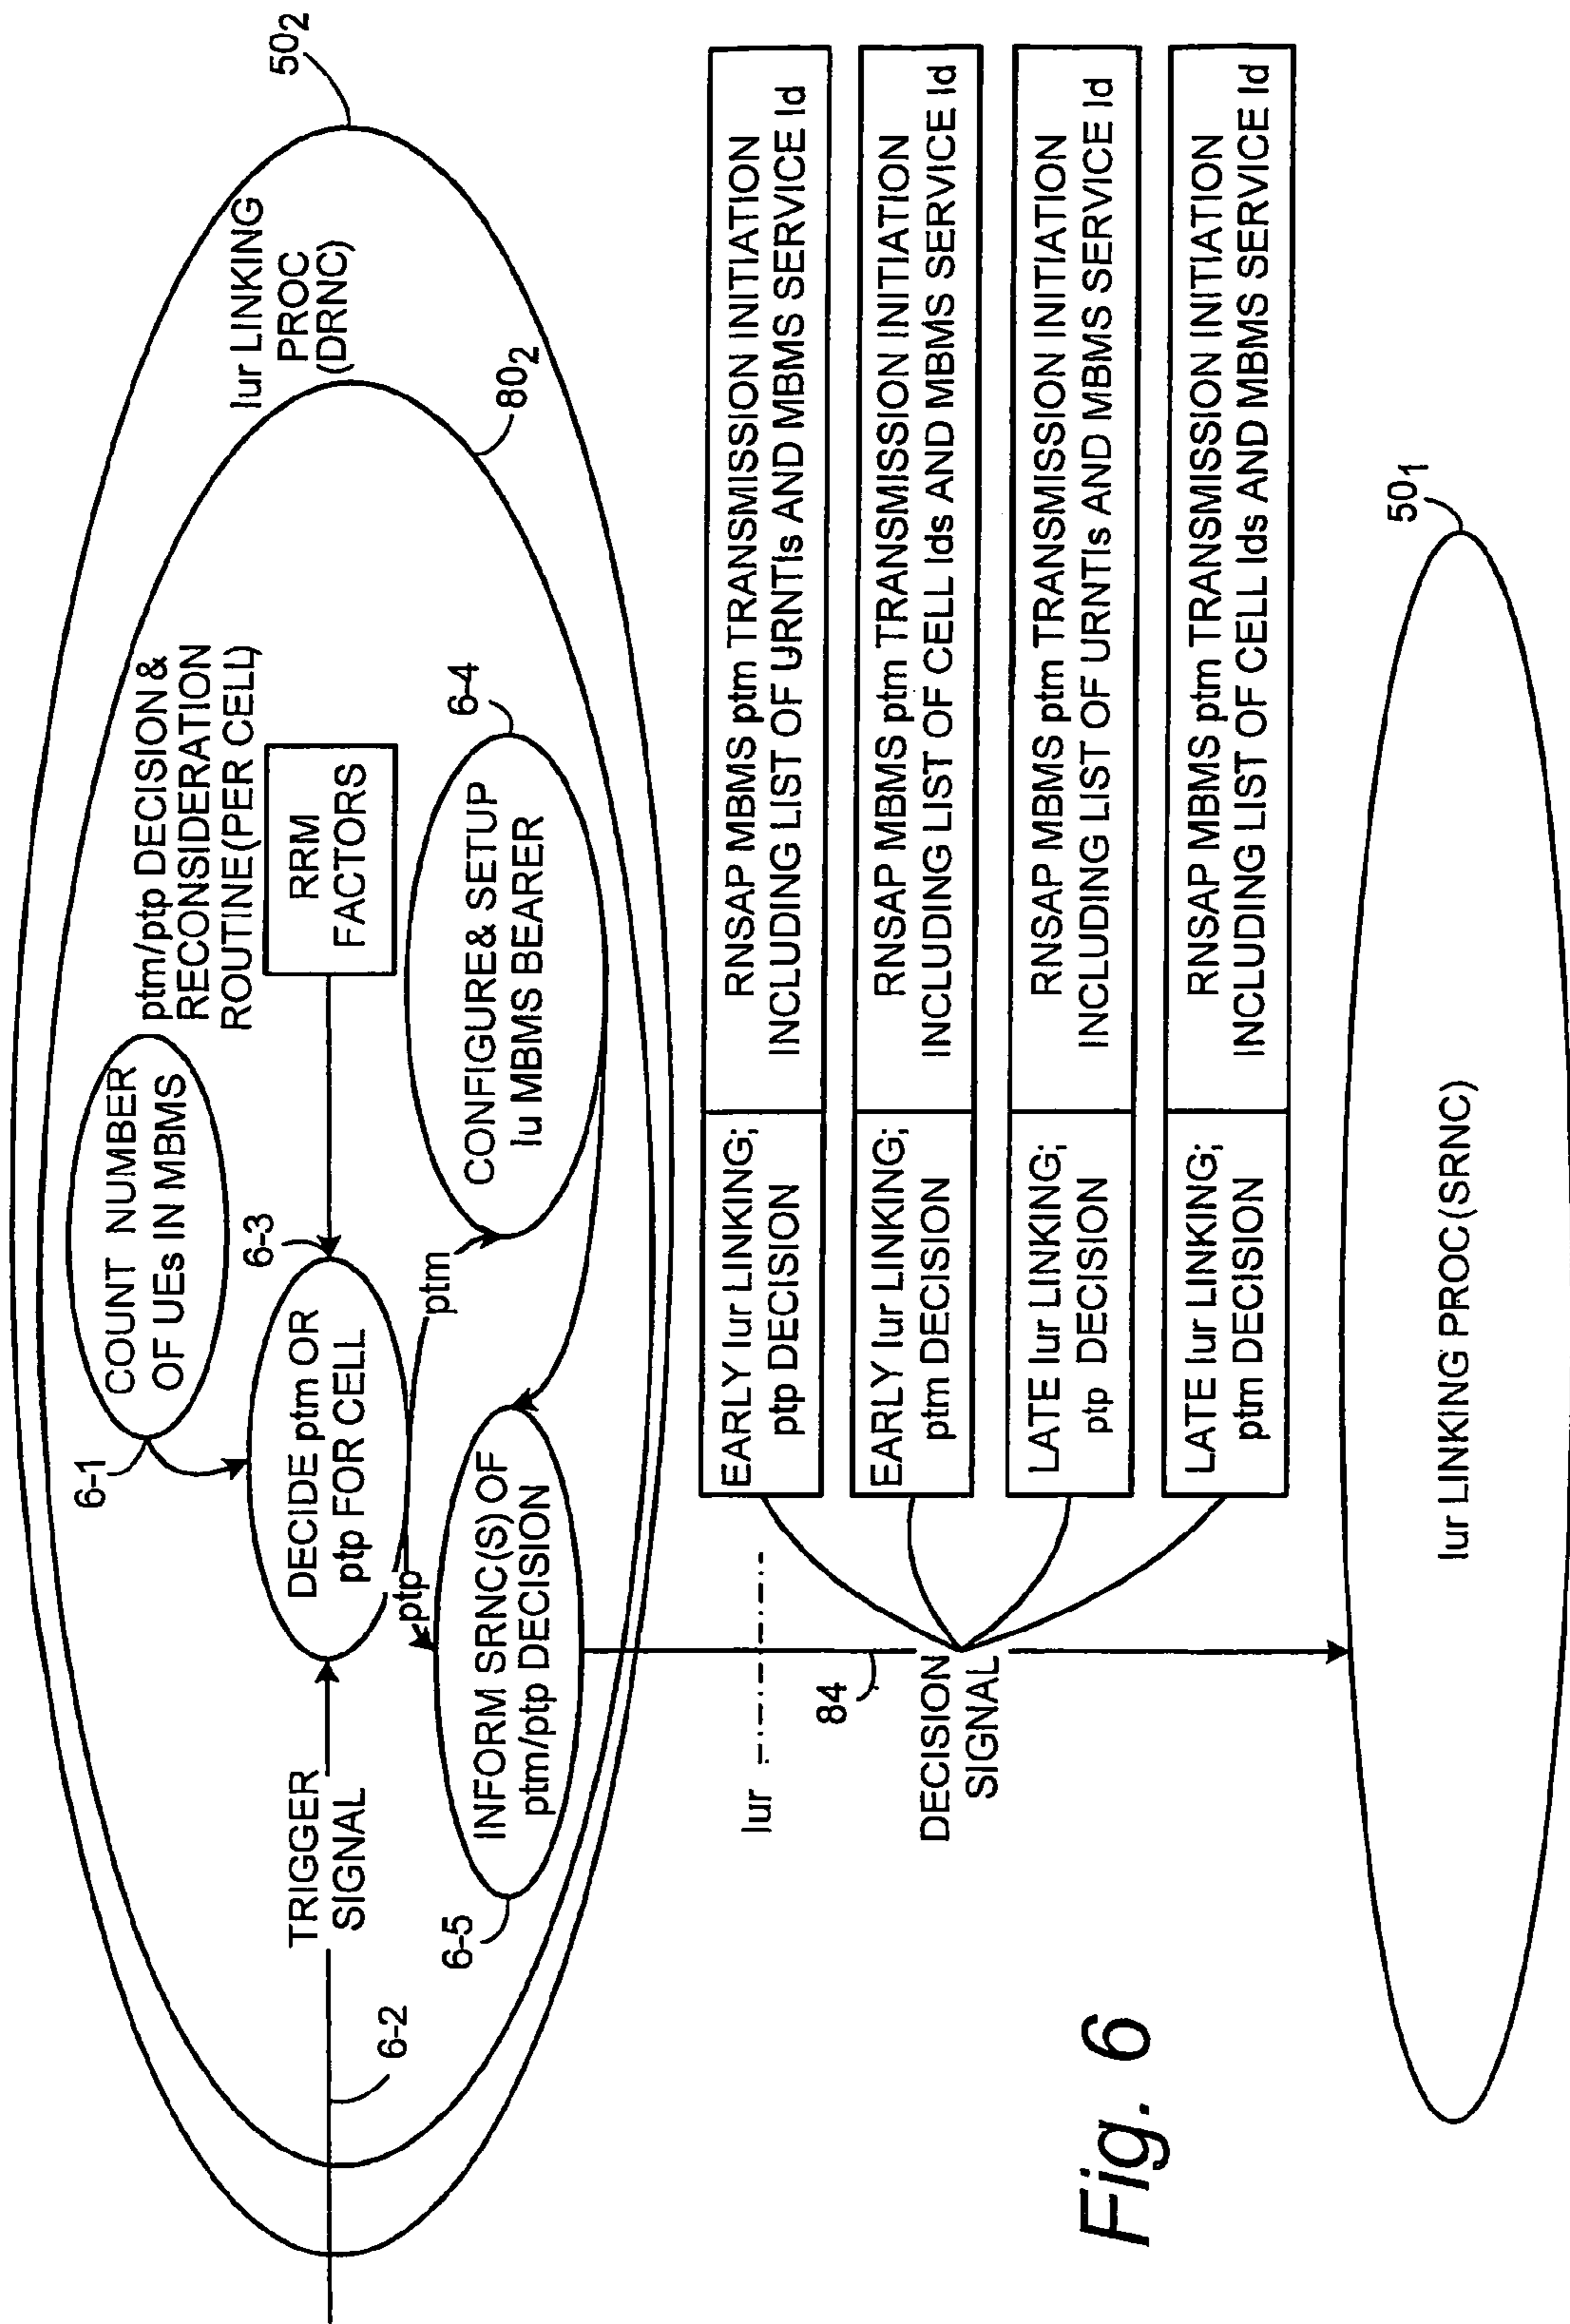 50₂
Iur LINKING
PROC
(DRNC)
80₂
ptm/ptp DECISION &
RECONSIDERATION
ROUTINE(PER CELL)
COUNT NUMBER
OF UEs IN MBMS
6-1
RRM
FACTORS
6-3
TRIGGER
SIGNAL
6-2
DECIDE ptm OR
ptp FOR CELL
ptm
ptp
6-4
CONFIGURE& SETUP
Iu MBMS BEARER
INFORM SRNC(S) OF
ptm/ptp DECISION
6-5
Iur
84
DECISION
SIGNAL
EARLY Iur LINKING;
ptp DECISION
RNSAP MBMS ptm TRANSMISSION INITIATION
INCLUDING LIST OF URNTIs AND MBMS SERVICE Id
EARLY Iur LINKING;
ptm DECISION
RNSAP MBMS ptm TRANSMISSION INITIATION
INCLUDING LIST OF CELL Ids AND MBMS SERVICE Id
LATE Iur LINKING;
ptp DECISION
RNSAP MBMS ptm TRANSMISSION INITIATION
INCLUDING LIST OF URNTIs AND MBMS SERVICE Id
LATE Iur LINKING;
ptm DECISION
RNSAP MBMS ptm TRANSMISSION INITIATION
INCLUDING LIST OF CELL Ids AND MBMS SERVICE Id
50₁
Iur LINKING PROC(SRNC)
Fig. 6